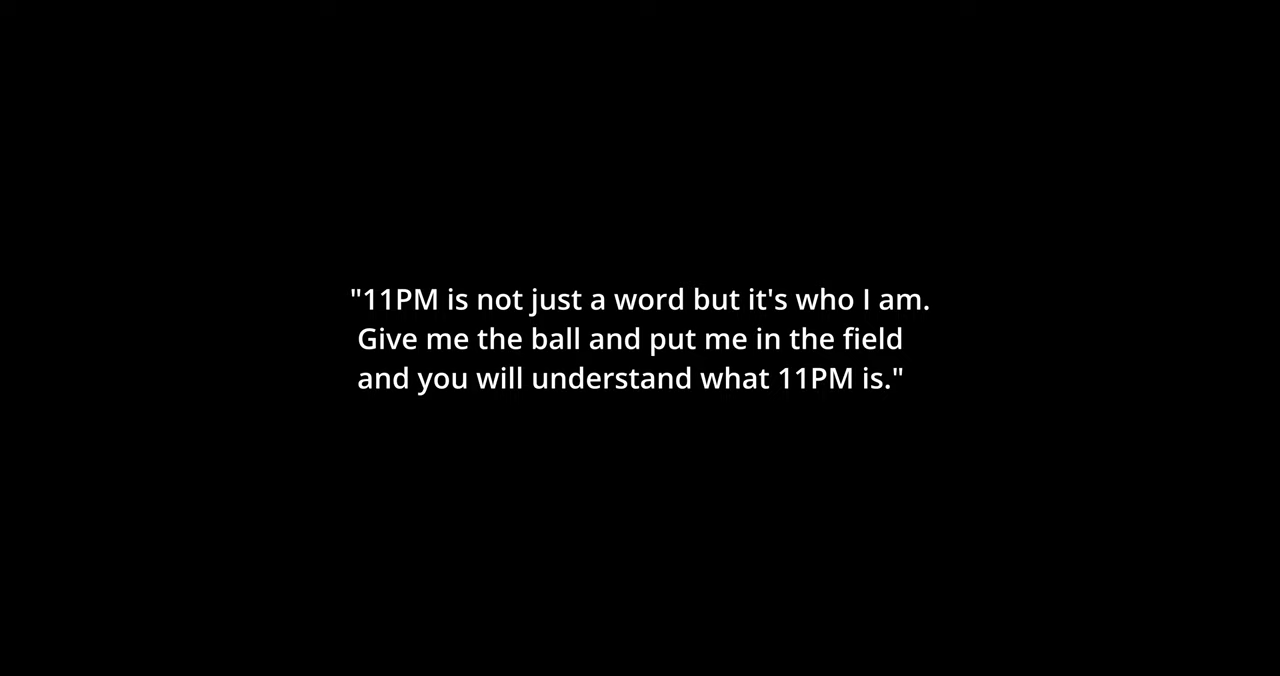 "11PM is not just a word but it's who I am.
Give me the ball and put me in the field
and you will understand what 11PM is."